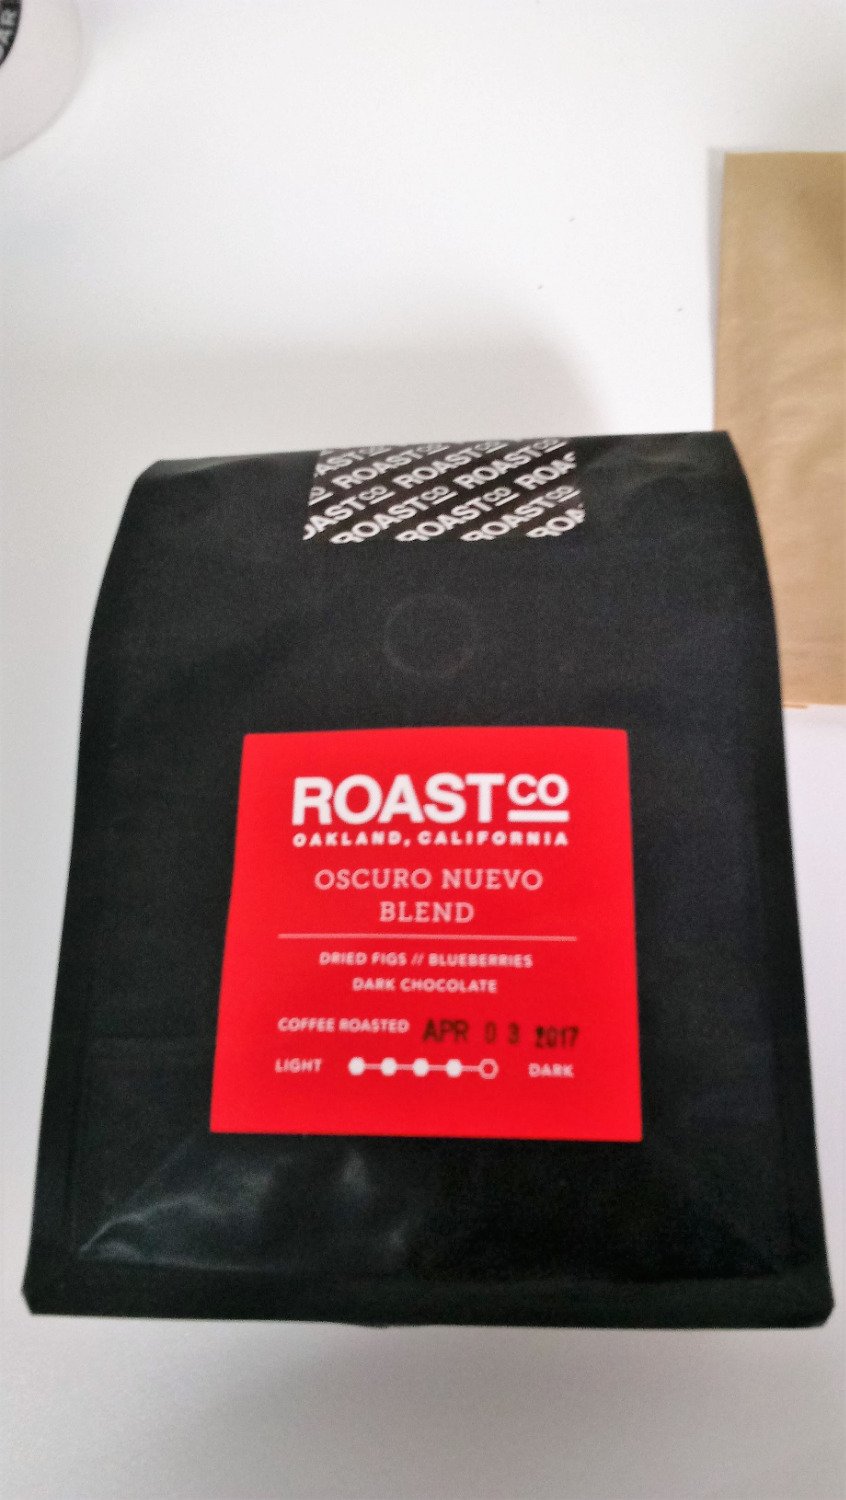 ROASTCO ROASTCO ROASTCO
ROASTCO ROASTCO ROASTCO
ROASTCO
OAKLAND, CALIFORNIA
OSCURO NUEVO
BLEND
DRIED FIGS // BLUEBERRIES
DARK CHOCOLATE
COFFEE ROASTED APR 03 2017
LIGHT DARK